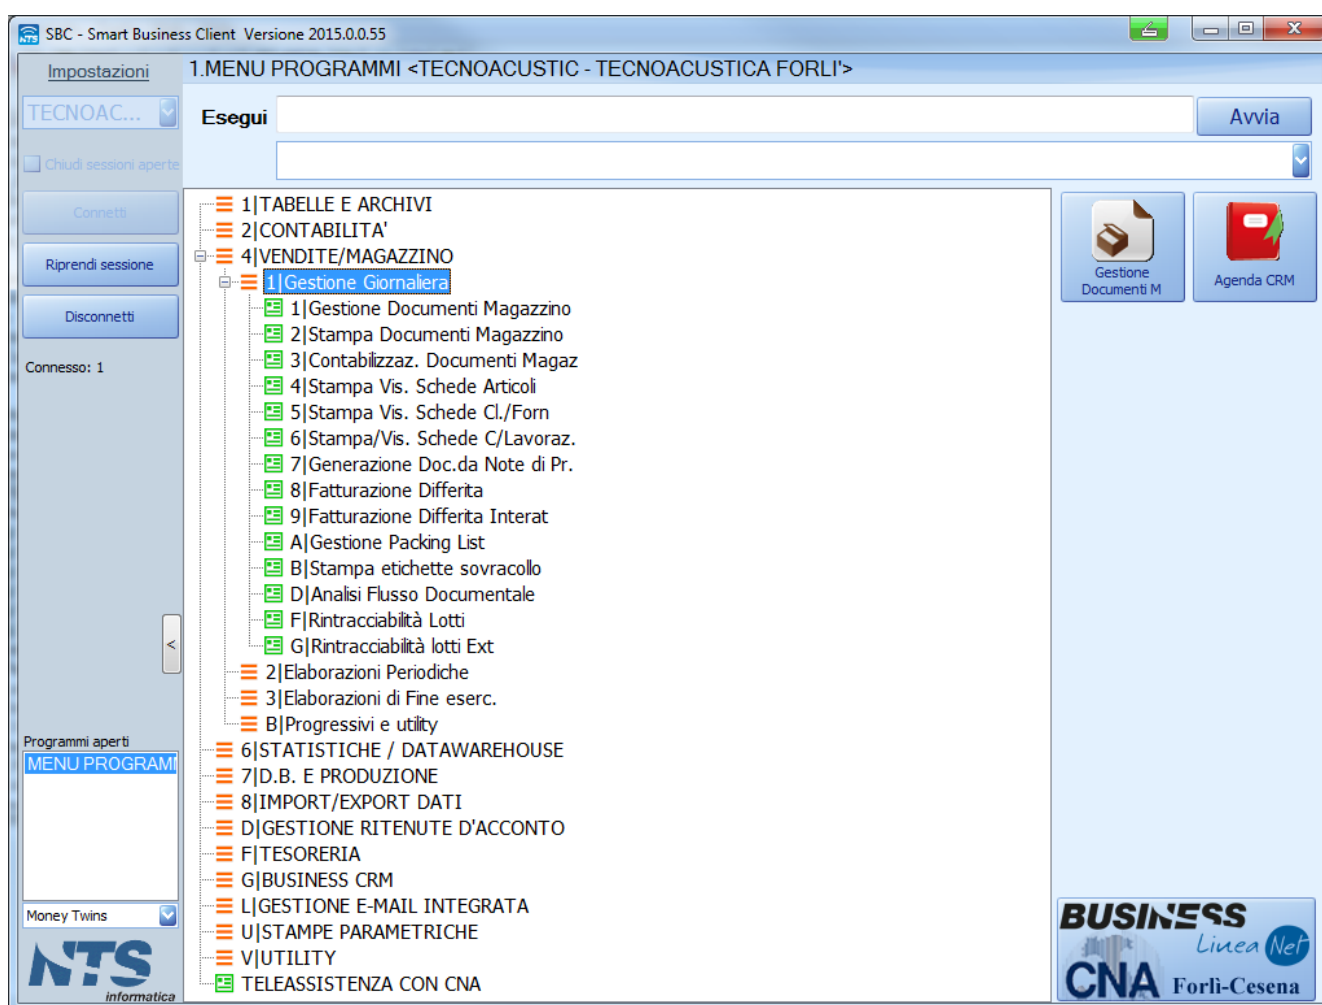 SBC - Smart Business Client Versione 2015.0.0.55
Impostazioni
1.MENU PROGRAMMI <TECNOACUSTIC - TECNOACUSTICA FORLI'>
TECNOAC...
Esegui
Avvia
Chiudi sessioni aperte
Connetti
Riprendi sessione
Disconnetti
Connesso: 1
1|TABELLE E ARCHIVI
2|CONTABILITA'
4|VENDITE/MAGAZZINO
1|Gestione Giornaliera
1|Gestione Documenti Magazzino
2|Stampa Documenti Magazzino
3|Contabilizzaz. Documenti Magaz
4|Stampa Vis. Schede Articoli
5|Stampa Vis. Schede Cl./Forn
6|Stampa/Vis. Schede C/Lavoraz.
7|Generazione Doc.da Note di Pr.
8|Fatturazione Differita
9|Fatturazione Differita Interat
A|Gestione Packing List
B|Stampa etichette sovracollo
D|Analisi Flusso Documentale
F|Rintracciabilità Lotti
G|Rintracciabilità lotti Ext
2|Elaborazioni Periodiche
3|Elaborazioni di Fine eserc.
B|Progressivi e utility
6|STATISTICHE / DATAWAREHOUSE
7|D.B. E PRODUZIONE
8|IMPORT/EXPORT DATI
D|GESTIONE RITENUTE D'ACCONTO
F|TESORERIA
G|BUSINESS CRM
L|GESTIONE E-MAIL INTEGRATA
U|STAMPE PARAMETRICHE
V|UTILITY
TELEASSISTENZA CON CNA
Gestione
Documenti M
Agenda CRM
<
Programmi aperti
MENU PROGRAMM
Money Twins
NTS
informatica
BUSINESS
Linea Net
CNA Forlì-Cesena